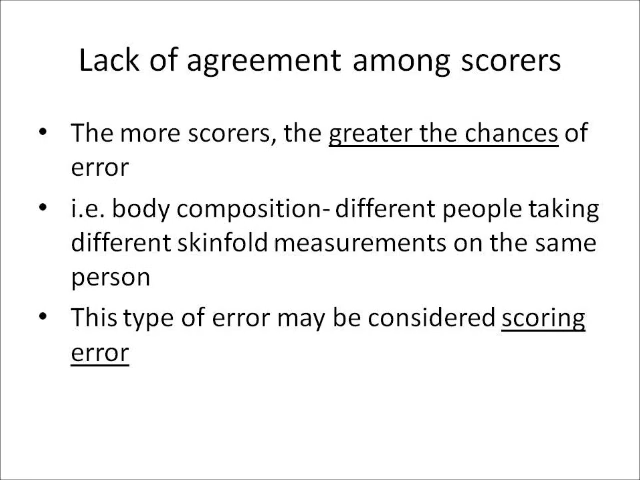 Lack of agreement among scorers
• The more scorers, the greater the chances of
error
• i.e. body composition- different people taking
different skinfold measurements on the same
person
• This type of error may be considered scoring
error